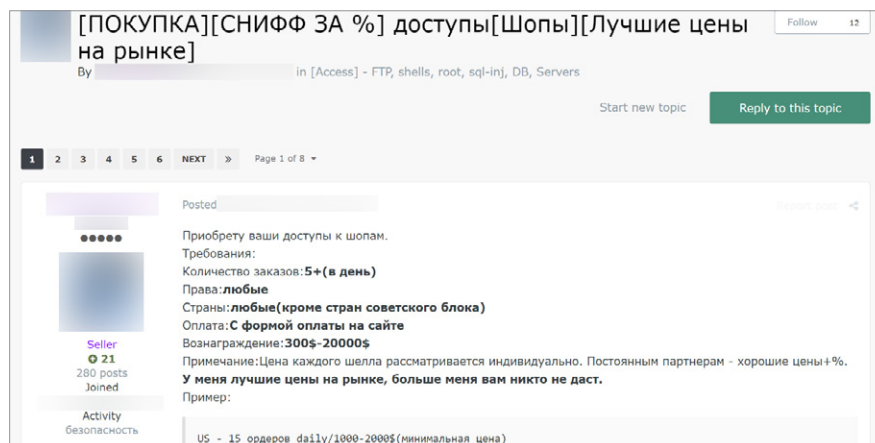 [ПОКУПКА][СНИФФ ЗА %] доступы[Шопы][Лучшие цены
на рынке]
Follow 12
By
in [Access] - FTP, shells, root, sql-inj, DB, Servers
Start new topic
Reply to this topic
1 2 3 4 5 6 NEXT » Page 1 of 8
Posted
Report post
Приобрету ваши доступы к шопам.
Требования:
Количество заказов:5+(в день)
Права:любые
Страны:любые(кроме стран советского блока)
Оплата:С формой оплаты на сайте
Вознаграждение:300$-20000$
Примечание:Цена каждого шелла рассматривается индивидуально. Постоянным партнерам - хорошие цены+%.
У меня лучшие цены на рынке, больше меня вам никто не даст.
Пример:
US - 15 ордеров daily/1000-2000$(минимальная цена)
Seller
21
280 posts
Joined
Activity
безопасность